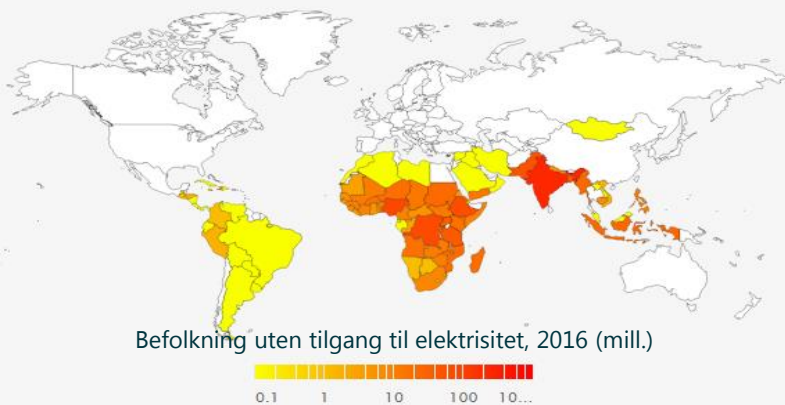 Befolkning uten tilgang til elektrisitet, 2016 (mill.)
0.1 1 10 100 10...